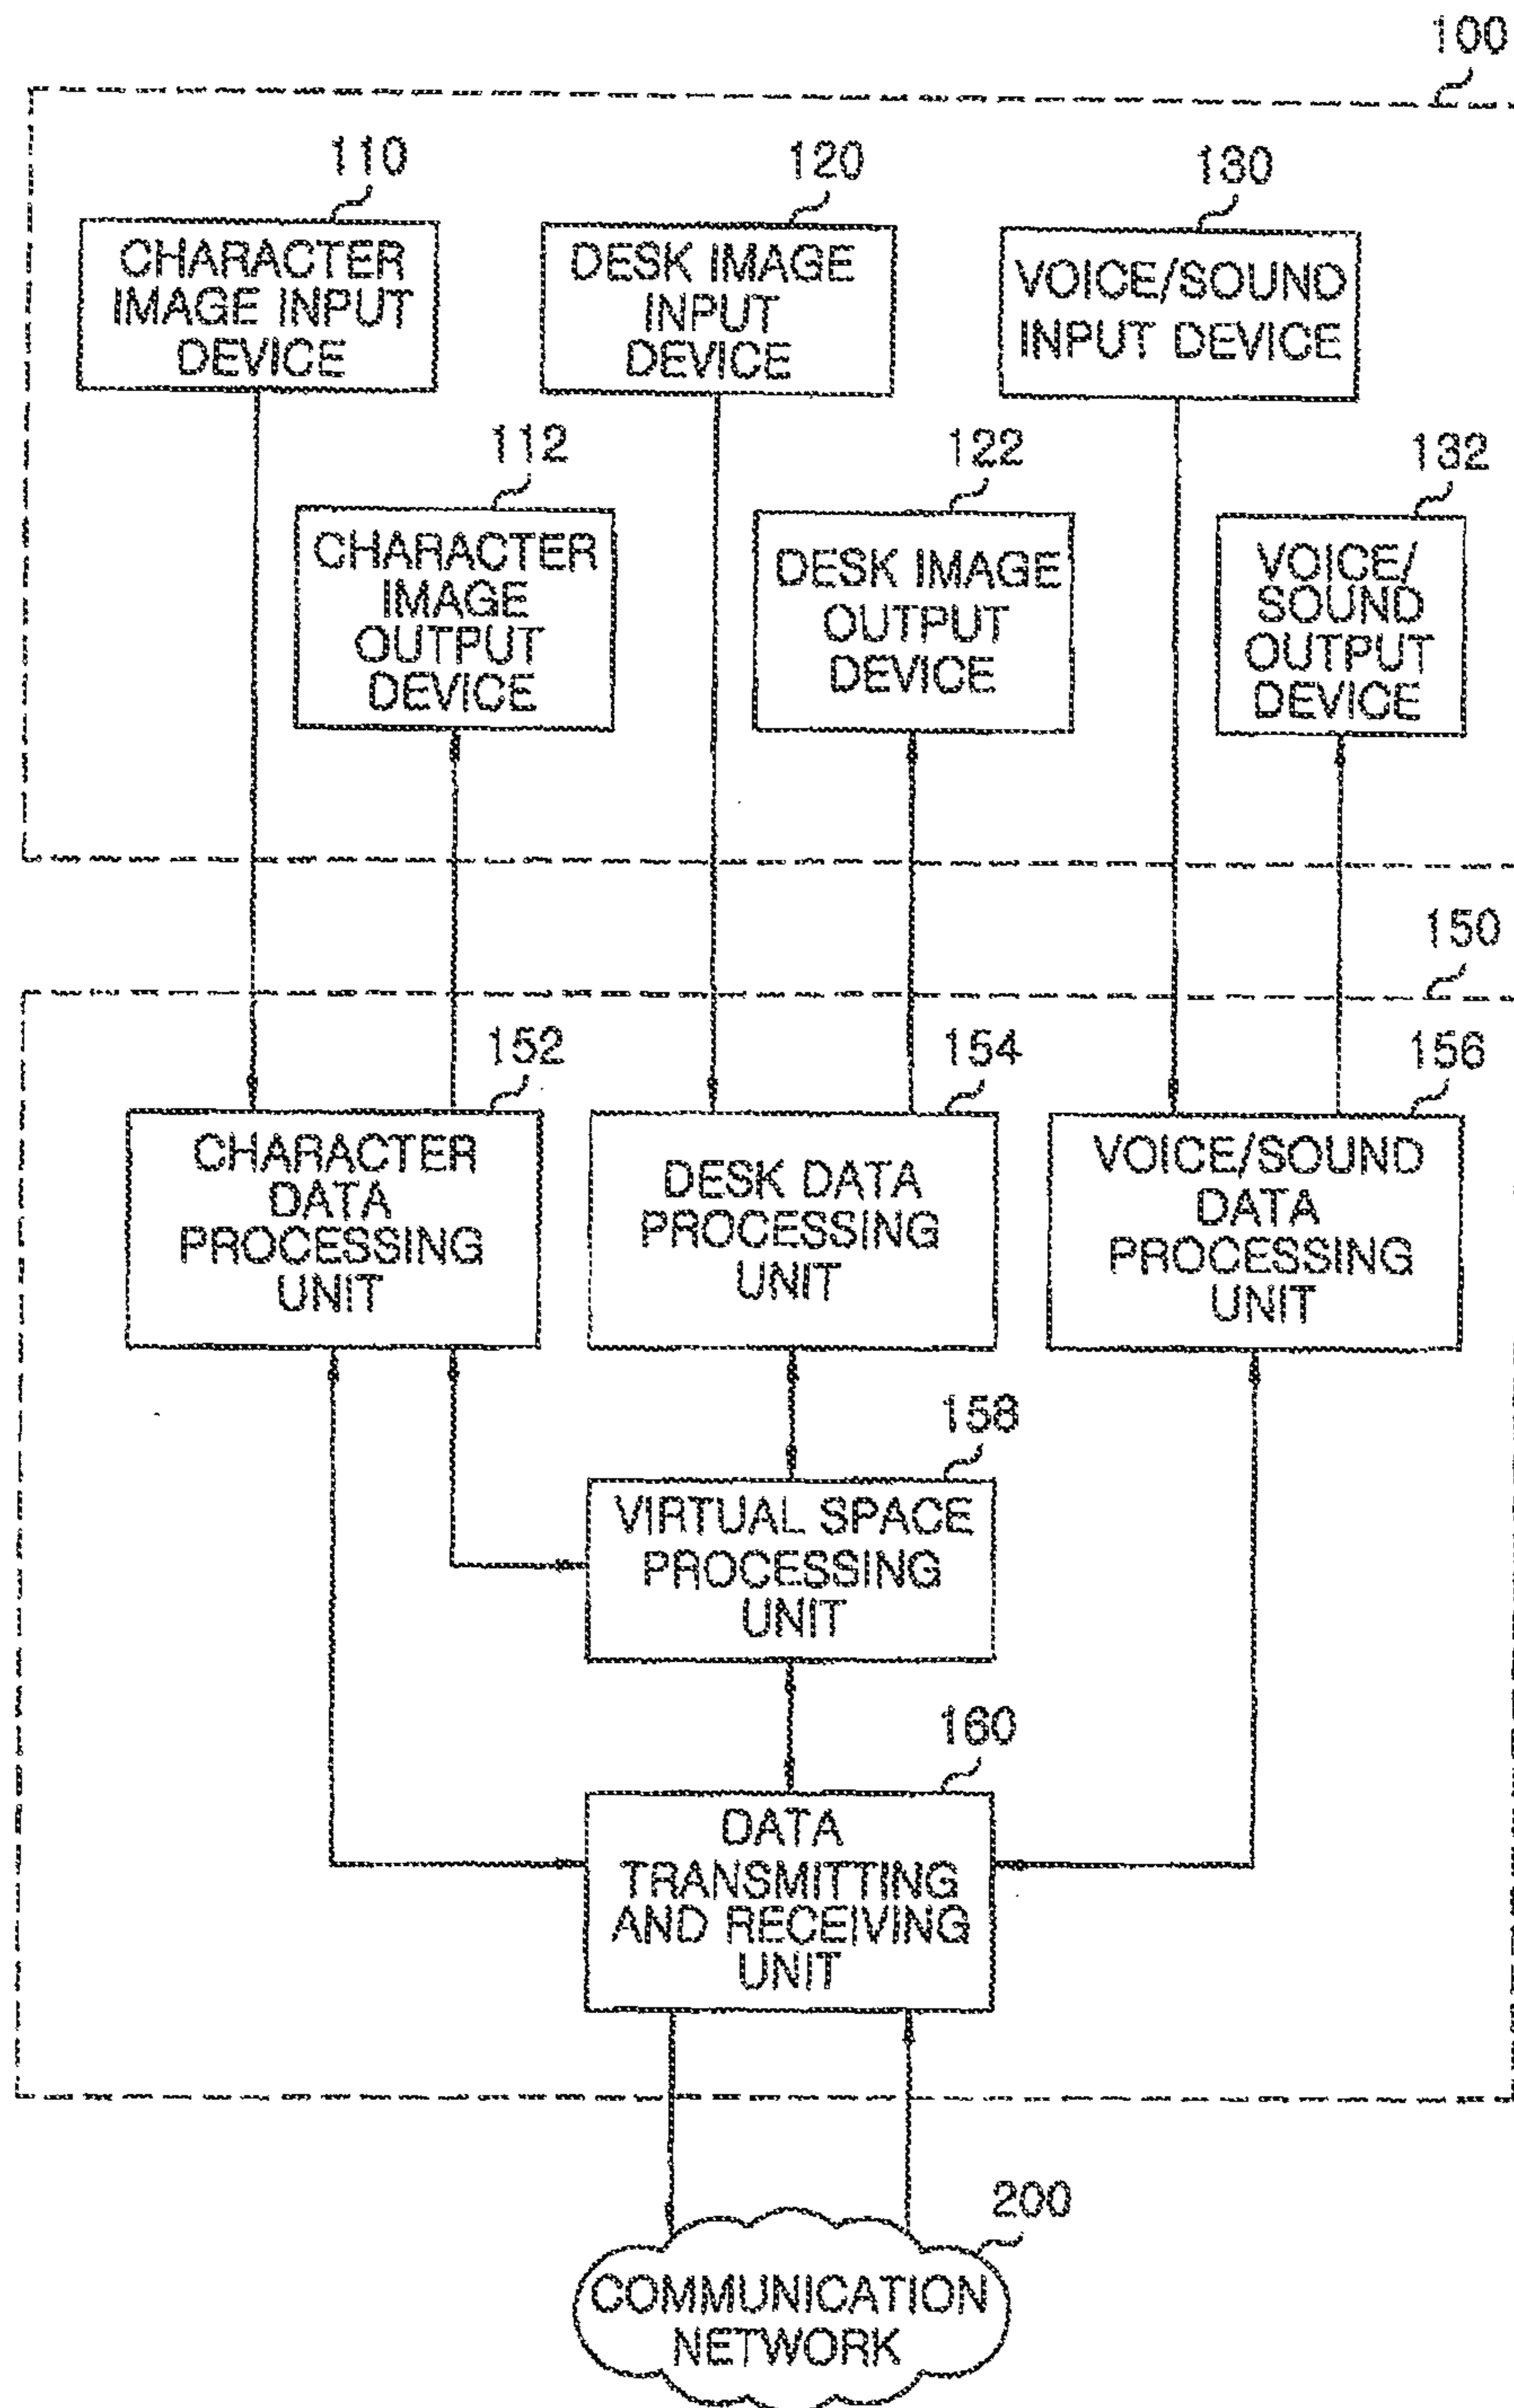 100
110
120
130
CHARACTER
IMAGE INPUT
DEVICE
DESK IMAGE
INPUT
DEVICE
VOICE/SOUND
INPUT DEVICE
112
122
132
CHARACTER
IMAGE
OUTPUT
DEVICE
DESK IMAGE
OUTPUT
DEVICE
VOICE/
SOUND
OUTPUT
DEVICE
150
152
154
156
CHARACTER
DATA
PROCESSING
UNIT
DESK DATA
PROCESSING
UNIT
VOICE/SOUND
DATA
PROCESSING
UNIT
158
VIRTUAL SPACE
PROCESSING
UNIT
160
DATA
TRANSMITTING
AND RECEIVING
UNIT
200
COMMUNICATION
NETWORK